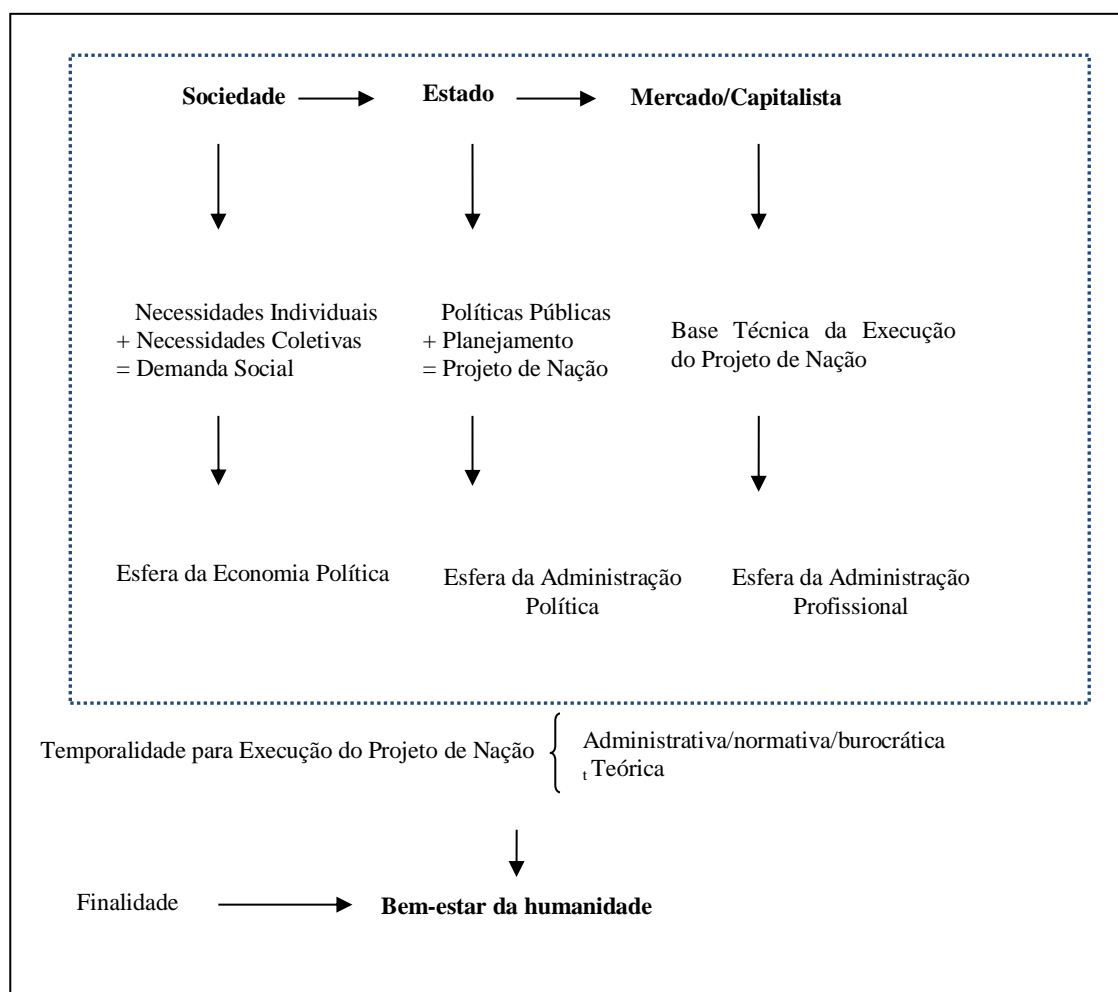 Sociedade Estado Mercado/Capitalista
Necessidades Individuais
+ Necessidades Coletivas
= Demanda Social
Políticas Públicas
+ Planejamento
= Projeto de Nação
Base Técnica da Execução
do Projeto de Nação
Esfera da Economia Política
Esfera da Administração
Política
Esfera da Administração
Profissional
Temporalidade para Execução do Projeto de Nação
Administrativa/normativa/burocrática
t Teórica
Finalidade
Bem-estar da humanidade